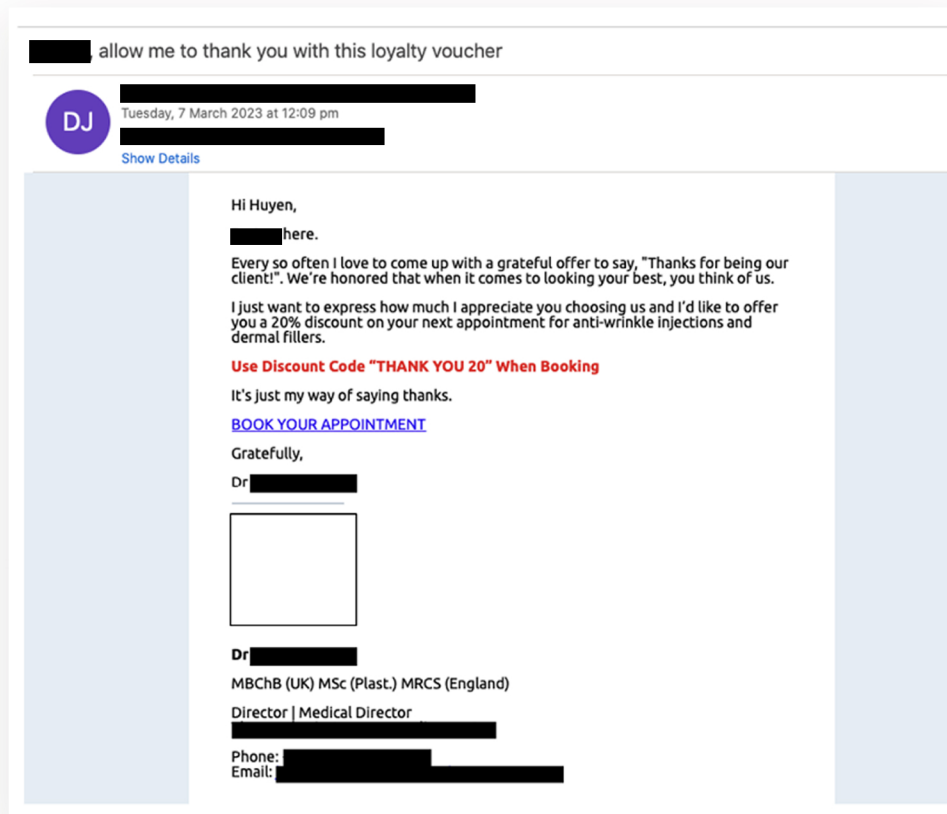 , allow me to thank you with this loyalty voucher
DJ
Tuesday, 7 March 2023 at 12:09 pm
Show Details
Hi Huyen,
here.
Every so often I love to come up with a grateful offer to say, "Thanks for being our
client!". We're honored that when it comes to looking your best, you think of us.
I just want to express how much I appreciate you choosing us and I'd like to offer
you a 20% discount on your next appointment for anti-wrinkle injections and
dermal fillers.
Use Discount Code “THANK YOU 20” When Booking
It's just my way of saying thanks.
BOOK YOUR APPOINTMENT
Gratefully,
Dr
Dr
MBChB (UK) MSc (Plast.) MRCS (England)
Director | Medical Director
Phone:
Email: